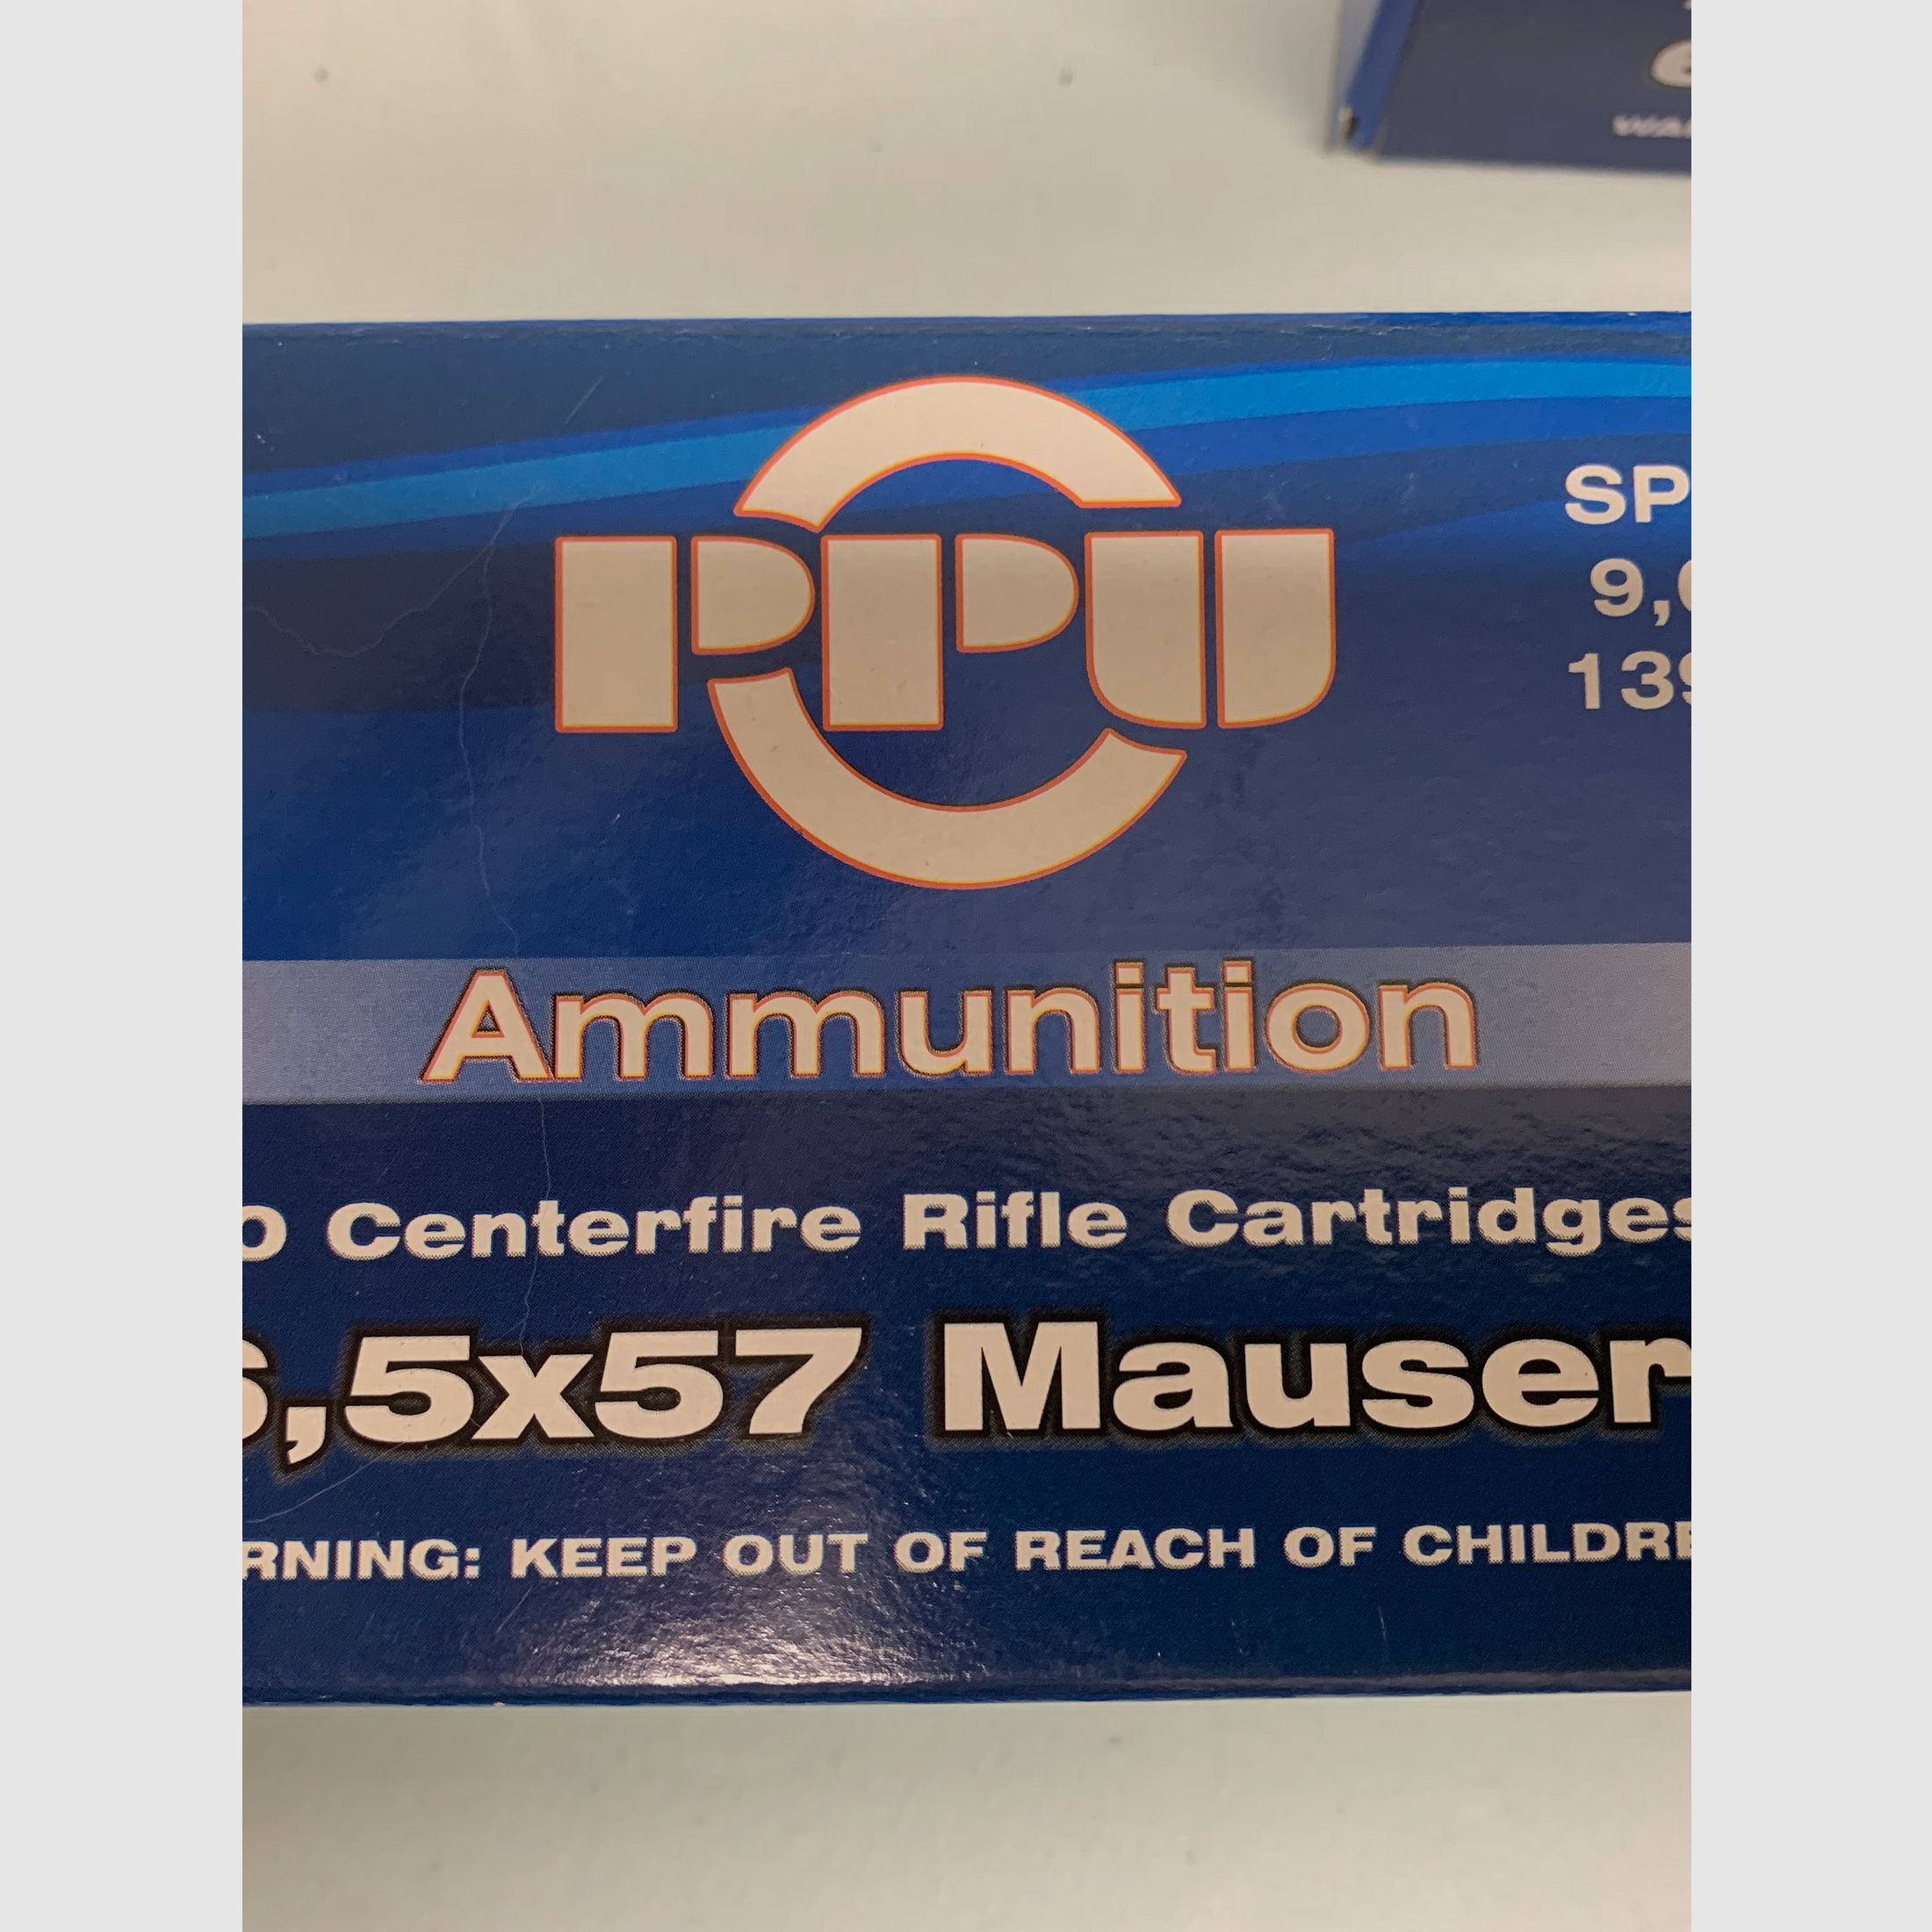 SP
9,
139
PPU
Ammunition
0 Centerfire Rifle Cartridges
6,5x57 Mauser
RNING: KEEP OUT OF REACH OF CHILDRE